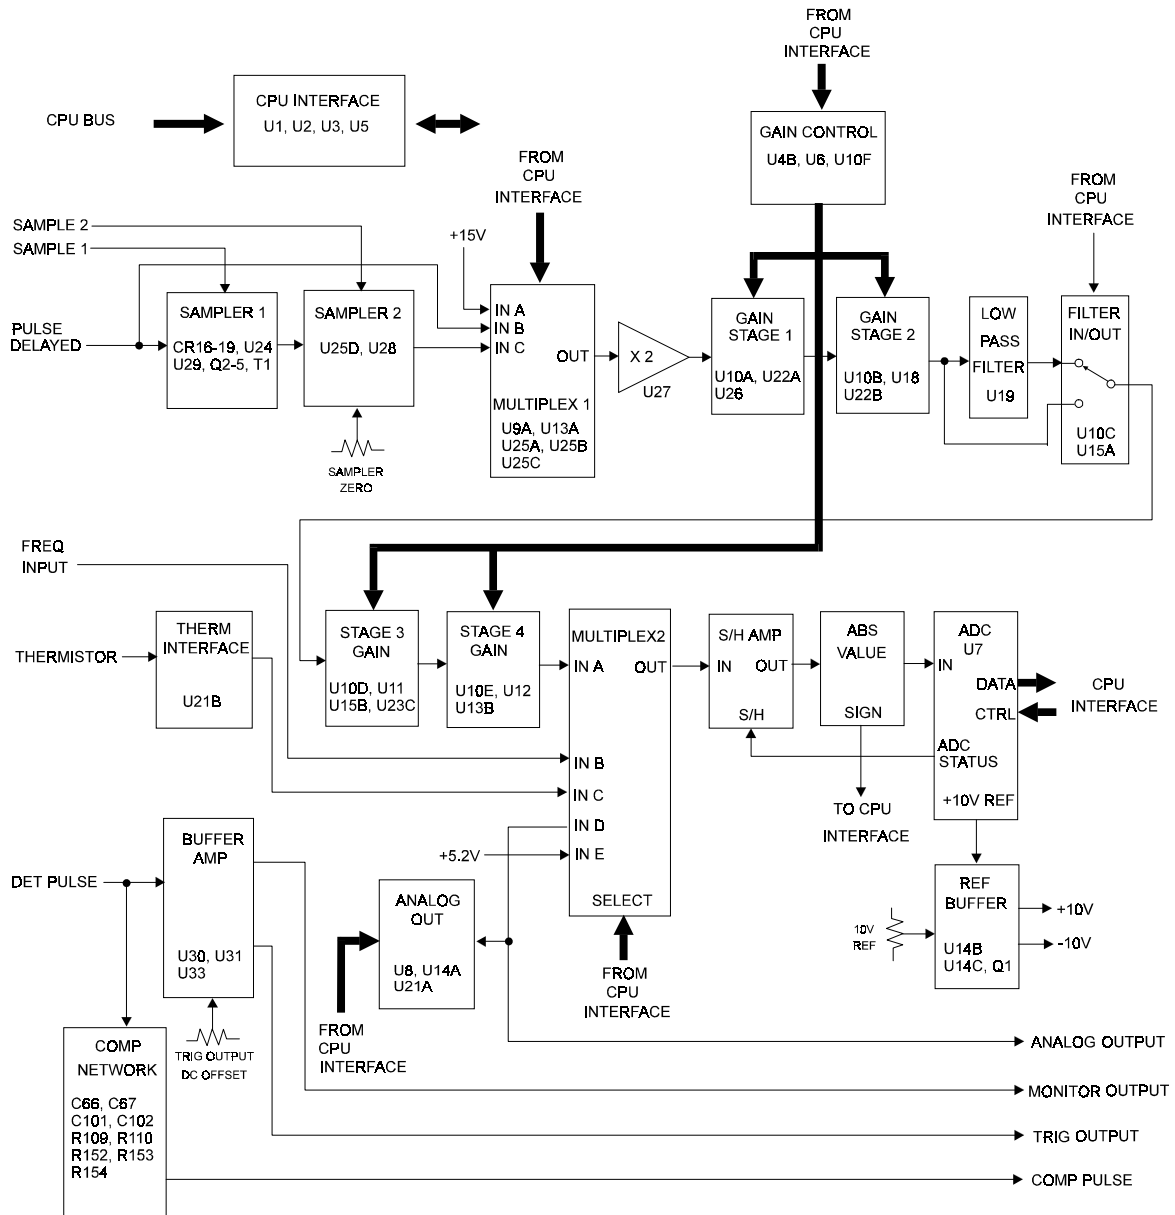 FROM
CPU
INTERFACE
CPU INTERFACE
U1, U2, U3, U5
CPU BUS
GAIN CONTROL
U4B, U6, U10F
FROM
CPU
INTERFACE
FROM
CPU
INTERFACE
SAMPLE 2
SAMPLE 1
+15V
PULSE
DELAYED
SAMPLER 1
CR16-19, U24
U29, Q2-5, T1
SAMPLER 2
U25D, U28
SAMPLER
ZERO
IN A
IN B
IN C
OUT
MULTIPLEX 1
U9A, U13A
U25A, U25B
U25C
X 2
U27
GAIN
STAGE 1
U10A, U22A
U26
GAIN
STAGE 2
U10B, U18
U22B
LOW
PASS
FILTER
U19
FILTER
IN/OUT
U10C
U15A
FREQ
INPUT
THERMISTOR
THERM
INTERFACE
U21B
STAGE 3
GAIN
U10D, U11
U15B, U23C
STAGE 4
GAIN
U10E, U12
U13B
MULTIPLEX2
IN A
OUT
IN B
IN C
IN D
IN E
SELECT
+5.2V
FROM
CPU
INTERFACE
S/H AMP
IN OUT
S/H
ABS
VALUE
SIGN
TO CPU
INTERFACE
ADC
U7
IN
DATA
CTRL
ADC
STATUS
+10V REF
CPU
INTERFACE
DET PULSE
BUFFER
AMP
U30, U31
U33
TRIG OUTPUT
DC OFFSET
ANALOG
OUT
U8, U14A
U21A
FROM
CPU
INTERFACE
10V
REF
REF
BUFFER
U14B
U14C, Q1
+10V
-10V
COMP
NETWORK
C66, C67
C101, C102
R109, R110
R152, R153
R154
ANALOG OUTPUT
MONITOR OUTPUT
TRIG OUTPUT
COMP PULSE